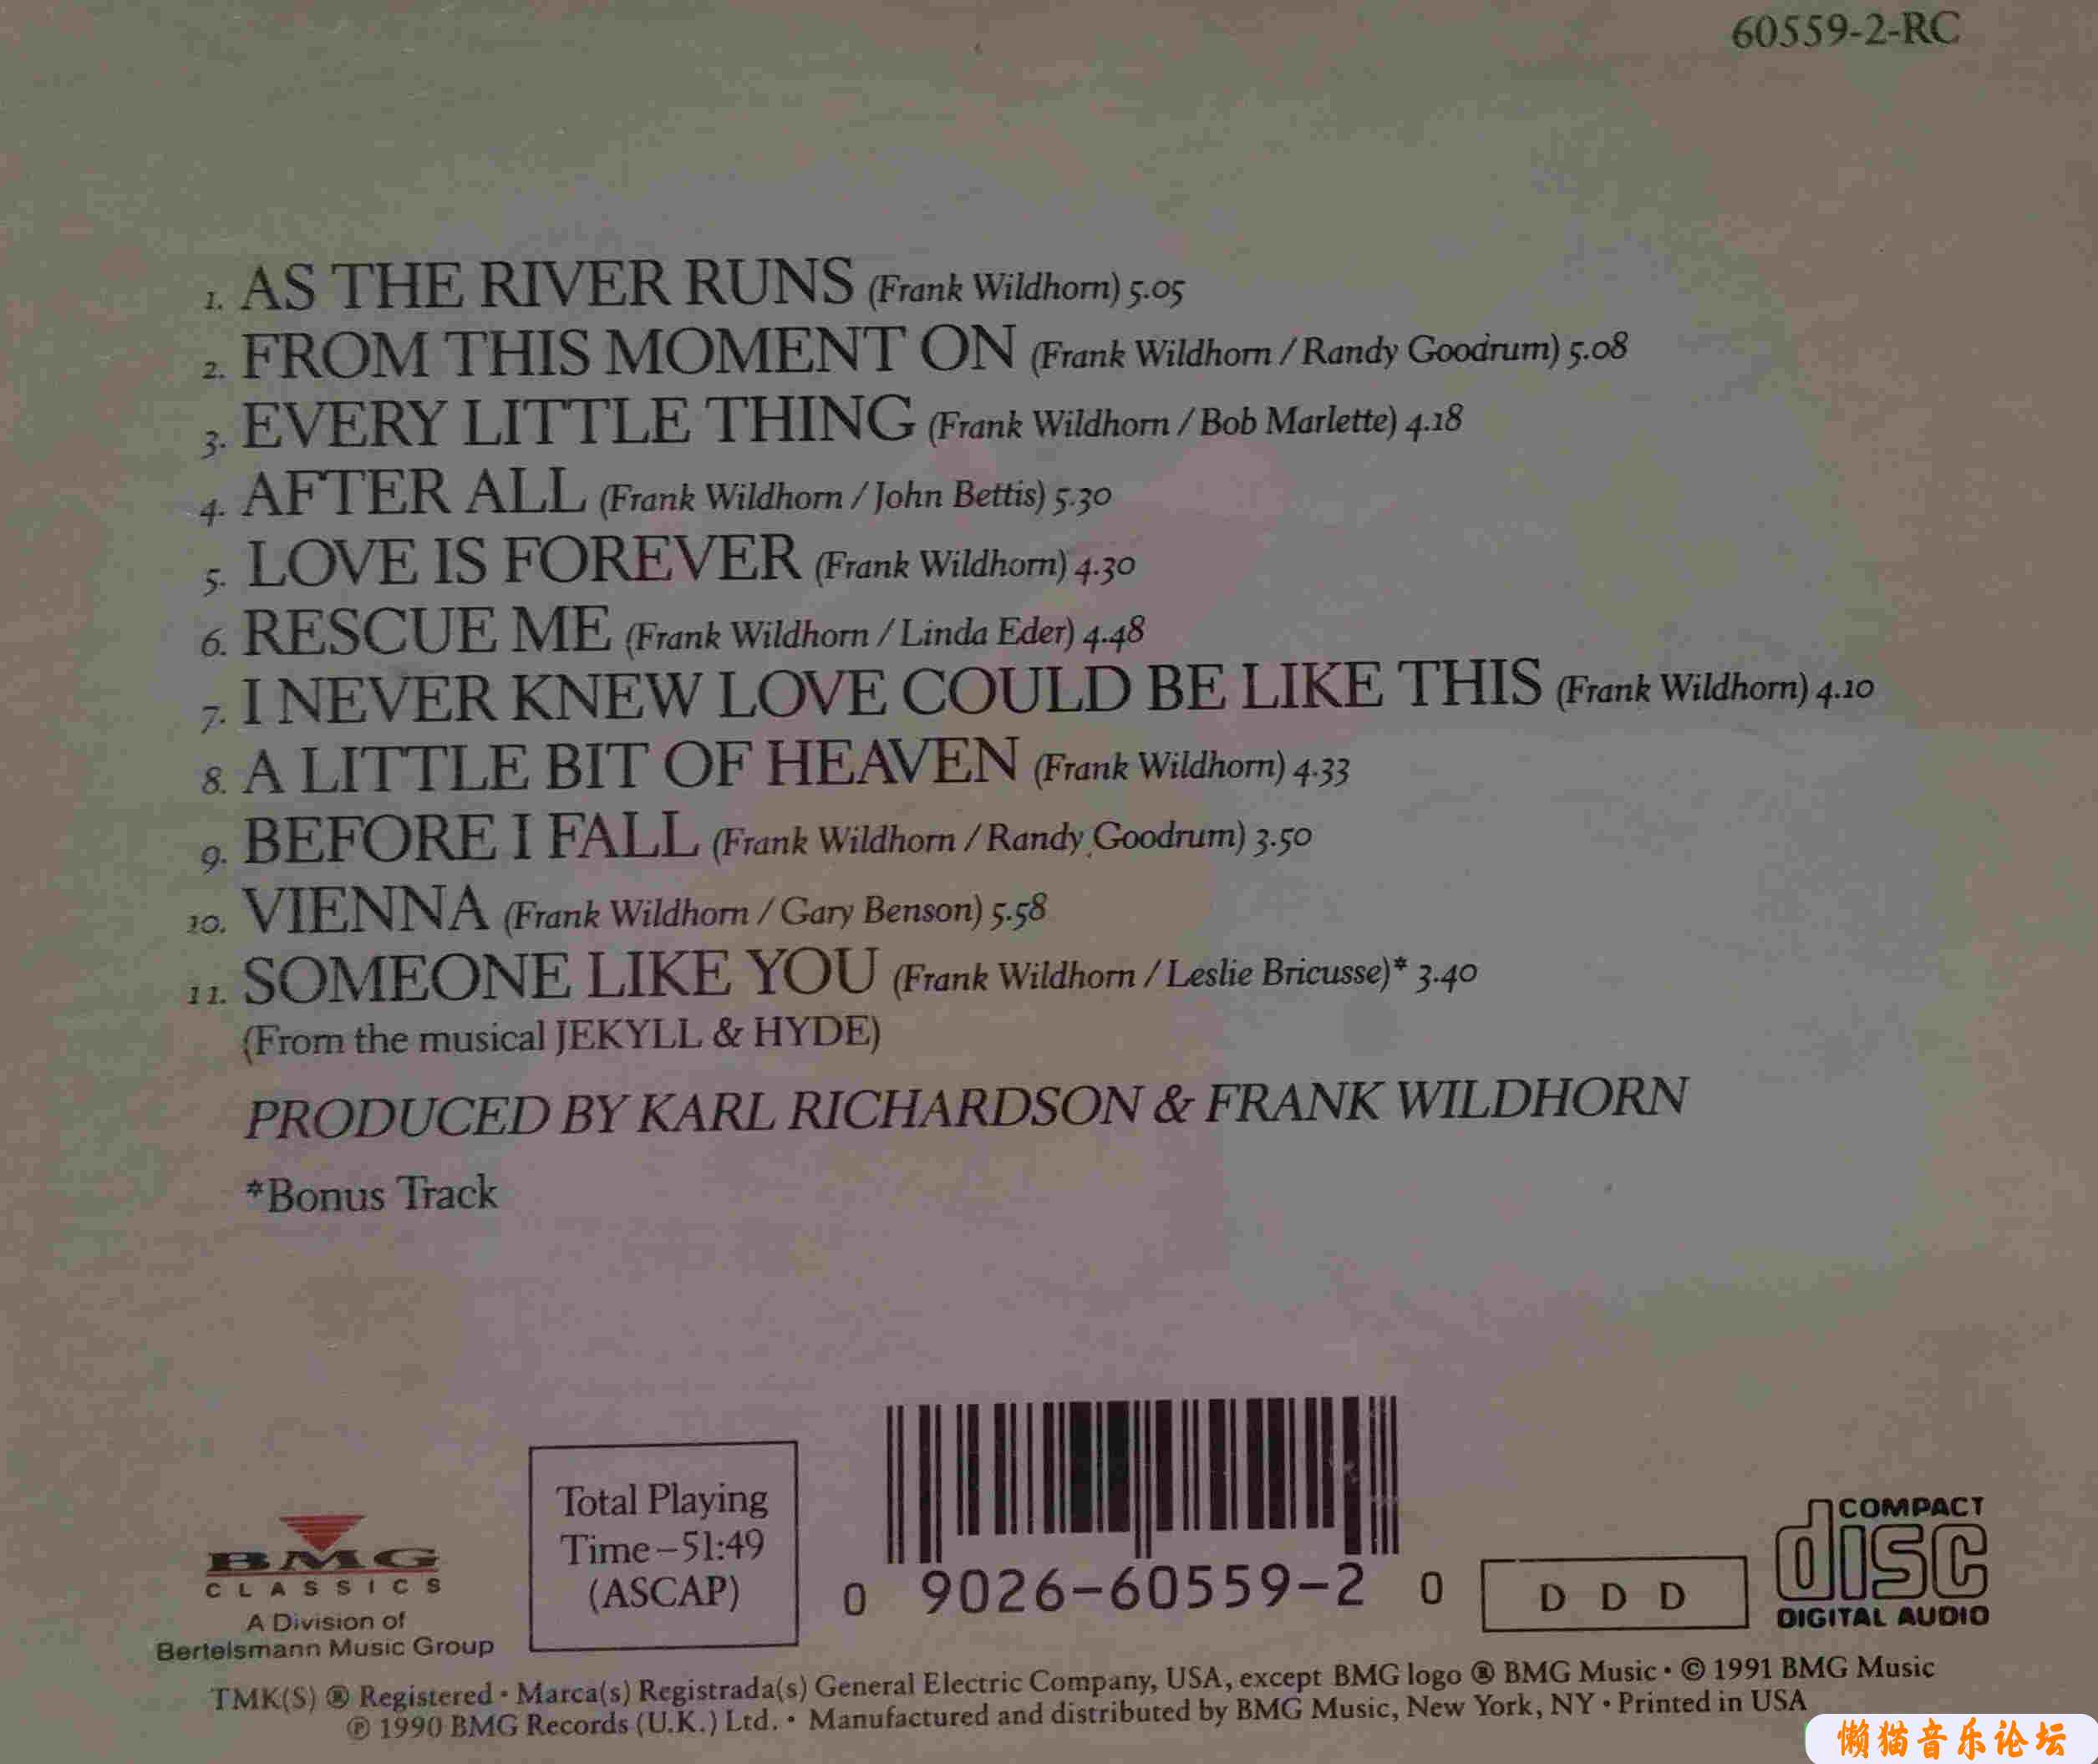 60559-2-RC
1. AS THE RIVER RUNS (Frank Wildhorn) 5.05
2. FROM THIS MOMENT ON (Frank Wildhorn / Randy Goodrum) 5.08
3. EVERY LITTLE THING (Frank Wildhorn / Bob Marlette) 4.18
4. AFTER ALL (Frank Wildhorn / John Bettis) 5.30
5. LOVE IS FOREVER (Frank Wildhorn) 4.30
6. RESCUE ME (Frank Wildhorn / Linda Eder) 4.48
7. I NEVER KNEW LOVE COULD BE LIKE THIS (Frank Wildhorn) 4.10
8. A LITTLE BIT OF HEAVEN (Frank Wildhorn) 4.33
9. BEFORE I FALL (Frank Wildhorn / Randy Goodrum) 3.50
10. VIENNA (Frank Wildhorn / Gary Benson) 5.58
11. SOMEONE LIKE YOU (Frank Wildhorn / Leslie Bricusse)* 3.40
(From the musical JEKYLL & HYDE)
PRODUCED BY KARL RICHARDSON & FRANK WILDHORN
*Bonus Track
BMG
CLASSICS
A Division of
Bertelsmann Music Group
Total Playing
Time – 51:49
(ASCAP)
0 9026-60559-2 0
D D D
COMPACT
disc
DIGITAL AUDIO
TMK(S) ® Registered • Marca(s) Registrada(s) General Electric Company, USA, except BMG logo ® BMG Music • © 1991 BMG Music
℗ 1990 BMG Records (U.K.) Ltd. • Manufactured and distributed by BMG Music, New York, NY • Printed in USA
懒猫音乐论坛